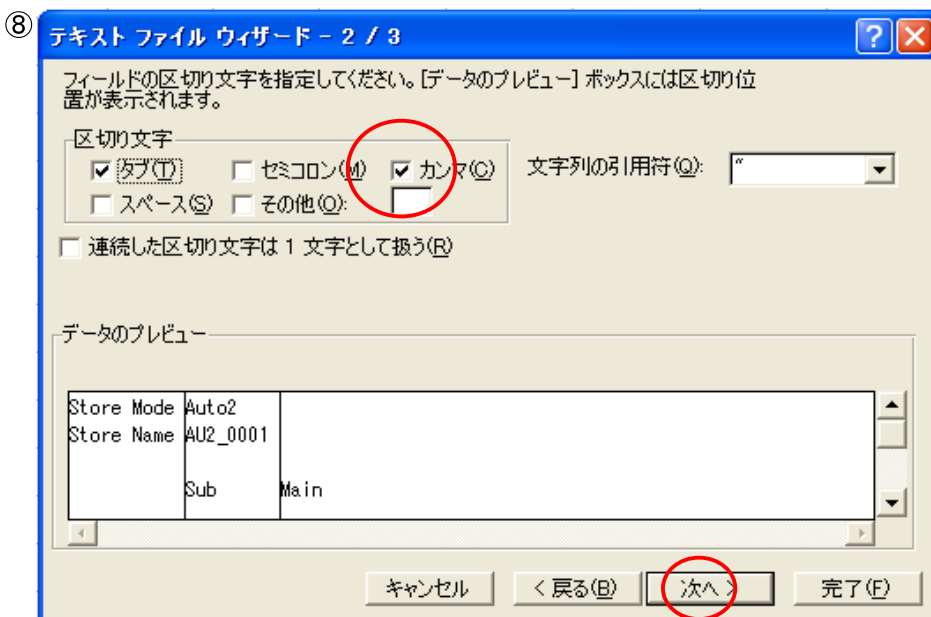 ⑧
テキスト ファイル ウィザード - 2 / 3
フィールドの区切り文字を指定してください。[データのプレビュー] ボックスには区切り位
置が表示されます。
区切り文字
タブ(T) セミコロン(M) カンマ(C) 文字列の引用符(Q): "
スペース(S) その他(O):
連続した区切り文字は 1 文字として扱う(R)
データのプレビュー
Store Mode Auto2
Store Name AU2_0001
Sub Main
キャンセル < 戻る(B) 次へ > 完了(F)